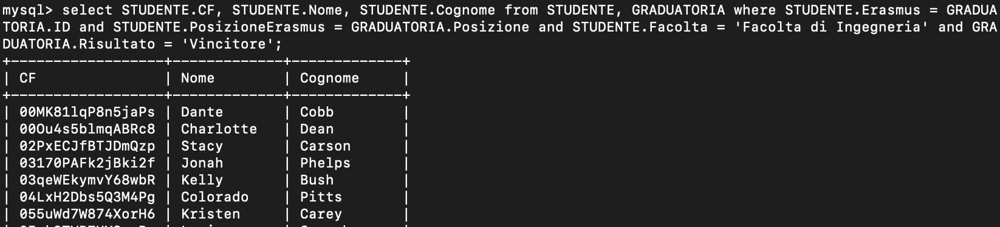 mysql> select STUDENTE.CF, STUDENTE.Nome, STUDENTE.Cognome from STUDENTE, GRADUATORIA where STUDENTE.Erasmus = GRADUA
TORIA.ID and STUDENTE.PosizioneErasmus = GRADUATORIA.Posizione and STUDENTE.Facolta = 'Facolta di Ingegneria' and GRA
DUATORIA.Risultato = 'Vincitore';
+------------------+-------------+-------------+
| CF               | Nome        | Cognome     |
+------------------+-------------+-------------+
| 00MK81lqP8n5jaPs | Dante       | Cobb        |
| 00Ou4s5blmqABRc8 | Charlotte   | Dean        |
| 02PxECJfBTJDmQzp | Stacy       | Carson      |
| 03170PAFk2jBki2f | Jonah       | Phelps      |
| 03qeWEkymvY68wbR | Kelly       | Bush        |
| 04LxH2Dbs5Q3M4Pg | Colorado    | Pitts       |
| 055uWd7W874XorH6 | Kristen     | Carey       |